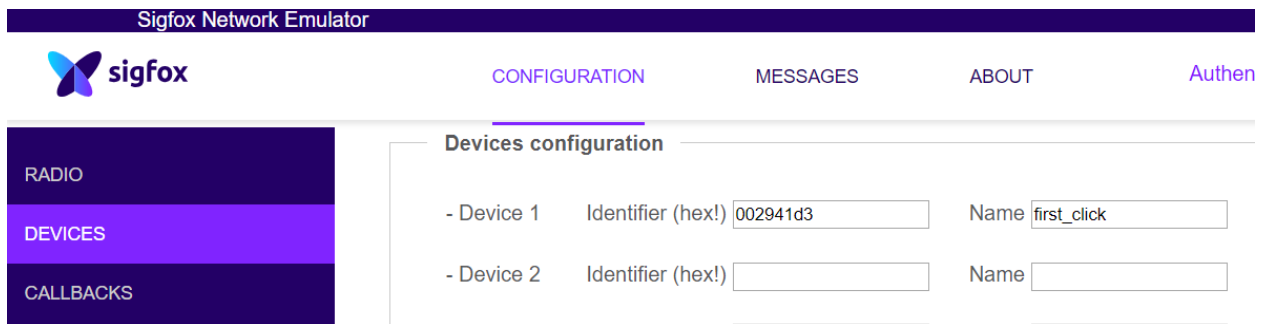 Sigfox Network Emulator
sigfox
CONFIGURATION MESSAGES ABOUT Authen
RADIO
DEVICES
CALLBACKS
Devices configuration
- Device 1 Identifier (hex!) 002941d3 Name first_click
- Device 2 Identifier (hex!) Name